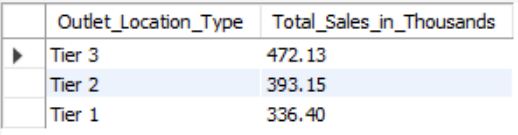 Outlet_Location_Type Total_Sales_in_Thousands
Tier 3 472.13
Tier 2 393.15
Tier 1 336.40